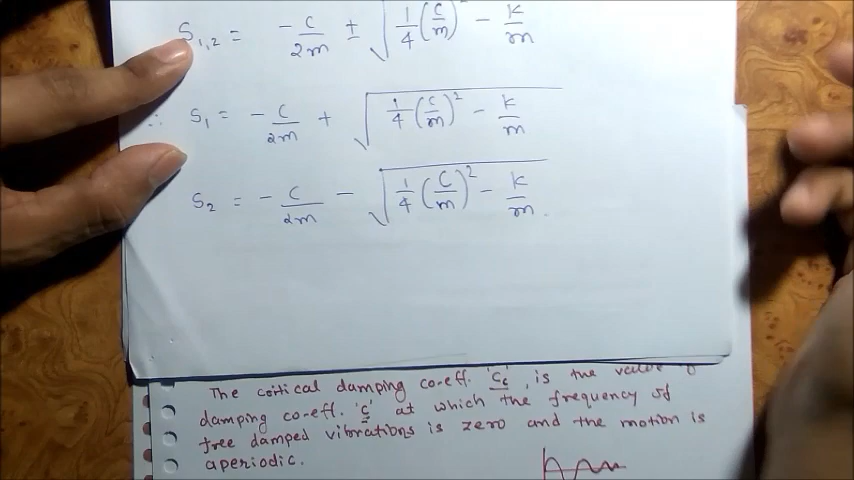 S₁,₂ = -c/2m ± √(1/4 (c/m)² - k/m)
∴ S₁ = -c/2m + √(1/4 (c/m)² - k/m)
S₂ = -c/2m - √(1/4 (c/m)² - k/m).
The critical damping co-eff. 'Cc', is the value of
damping co-eff. 'c' at which the frequency of
free damped vibrations is zero and the motion is
aperiodic.